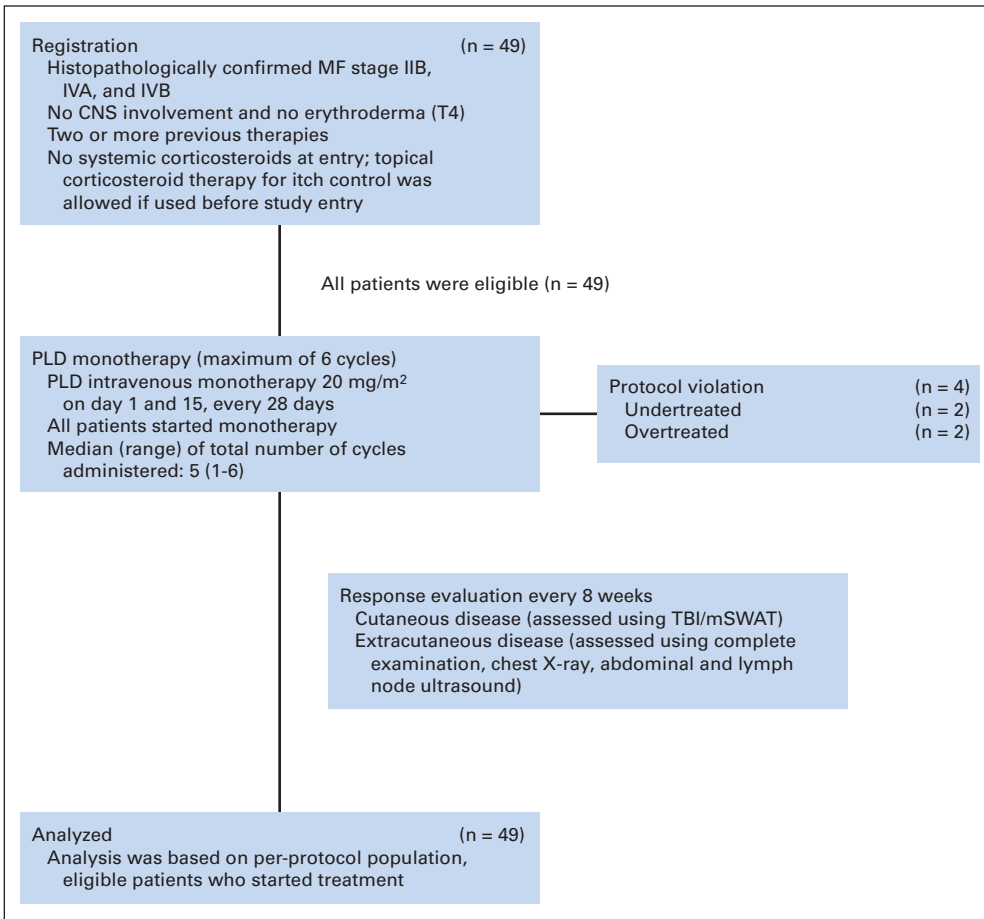 Registration (n = 49)
Histopathologically confirmed MF stage IIB,
IVA, and IVB
No CNS involvement and no erythroderma (T4)
Two or more previous therapies
No systemic corticosteroids at entry; topical
corticosteroid therapy for itch control was
allowed if used before study entry
All patients were eligible (n = 49)
PLD monotherapy (maximum of 6 cycles)
PLD intravenous monotherapy 20 mg/m²
on day 1 and 15, every 28 days
All patients started monotherapy
Median (range) of total number of cycles
administered: 5 (1-6)
Protocol violation (n = 4)
Undertreated (n = 2)
Overtreated (n = 2)
Response evaluation every 8 weeks
Cutaneous disease (assessed using TBI/mSWAT)
Extracutaneous disease (assessed using complete
examination, chest X-ray, abdominal and lymph
node ultrasound)
Analyzed (n = 49)
Analysis was based on per-protocol population,
eligible patients who started treatment